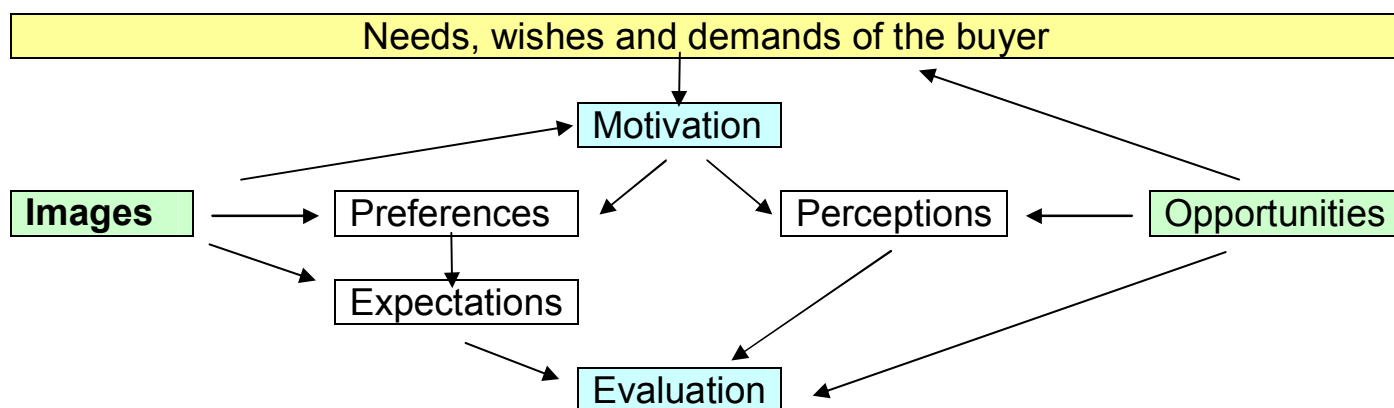 Needs, wishes and demands of the buyer
Motivation
Images
Preferences
Perceptions
Opportunities
Expectations
Evaluation